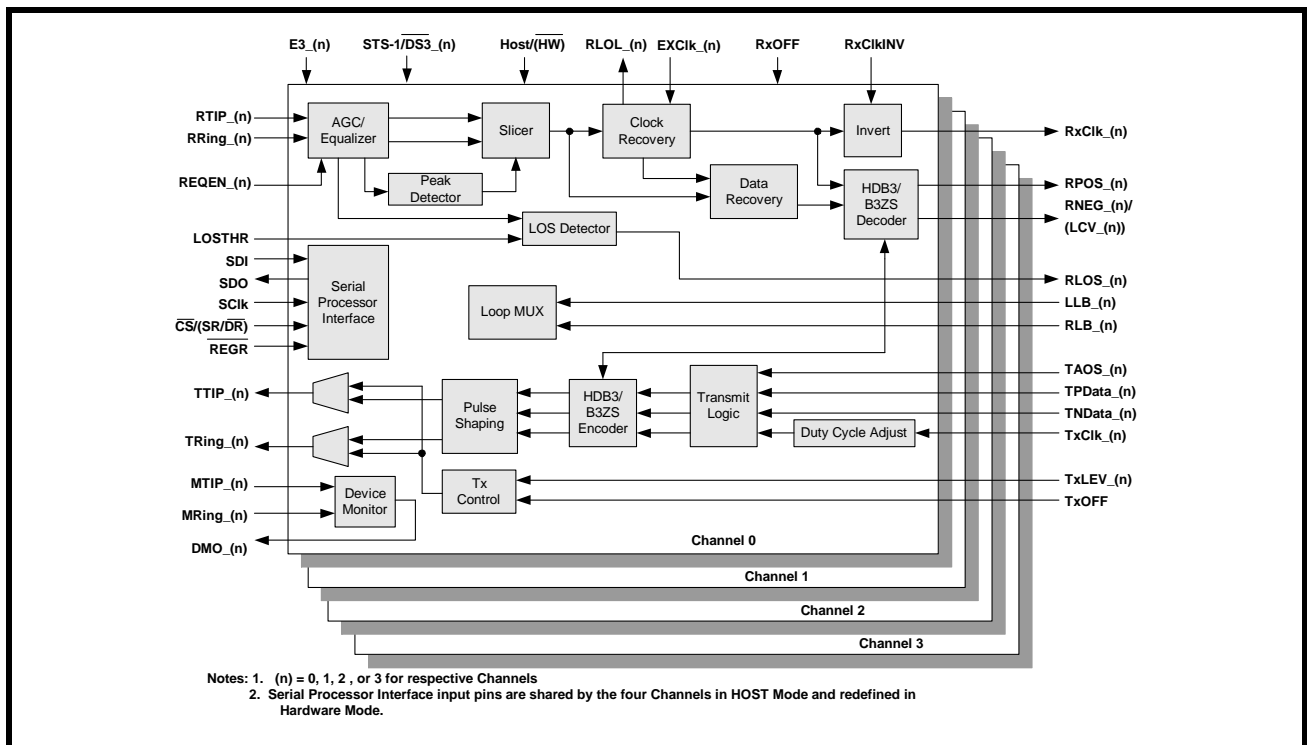 E3_(n)
STS-1/DS3_(n)
Host/(HW)
RLOL_(n)
EXClk_(n)
RxOFF
RxClkINV
RTIP_(n)
RRing_(n)
REQEN_(n)
LOSTHR
SDI
SDO
SClk
CS/(SR/DR)
REGR
TTIP_(n)
TRing_(n)
MTIP_(n)
MRing_(n)
DMO_(n)
AGC/
Equalizer
Slicer
Clock
Recovery
Invert
Peak
Detector
Data
Recovery
HDB3/
B3ZS
Decoder
LOS Detector
Serial
Processor
Interface
Loop MUX
Pulse
Shaping
HDB3/
B3ZS
Encoder
Transmit
Logic
Duty Cycle Adjust
Tx
Control
Device
Monitor
RxClk_(n)
RPOS_(n)
RNEG_(n)/
(LCV_(n))
RLOS_(n)
LLB_(n)
RLB_(n)
TAOS_(n)
TPData_(n)
TNData_(n)
TxClk_(n)
TxLEV_(n)
TxOFF
Channel 0
Channel 1
Channel 2
Channel 3
Notes: 1. (n) = 0, 1, 2 , or 3 for respective Channels
2. Serial Processor Interface input pins are shared by the four Channels in HOST Mode and redefined in
Hardware Mode.